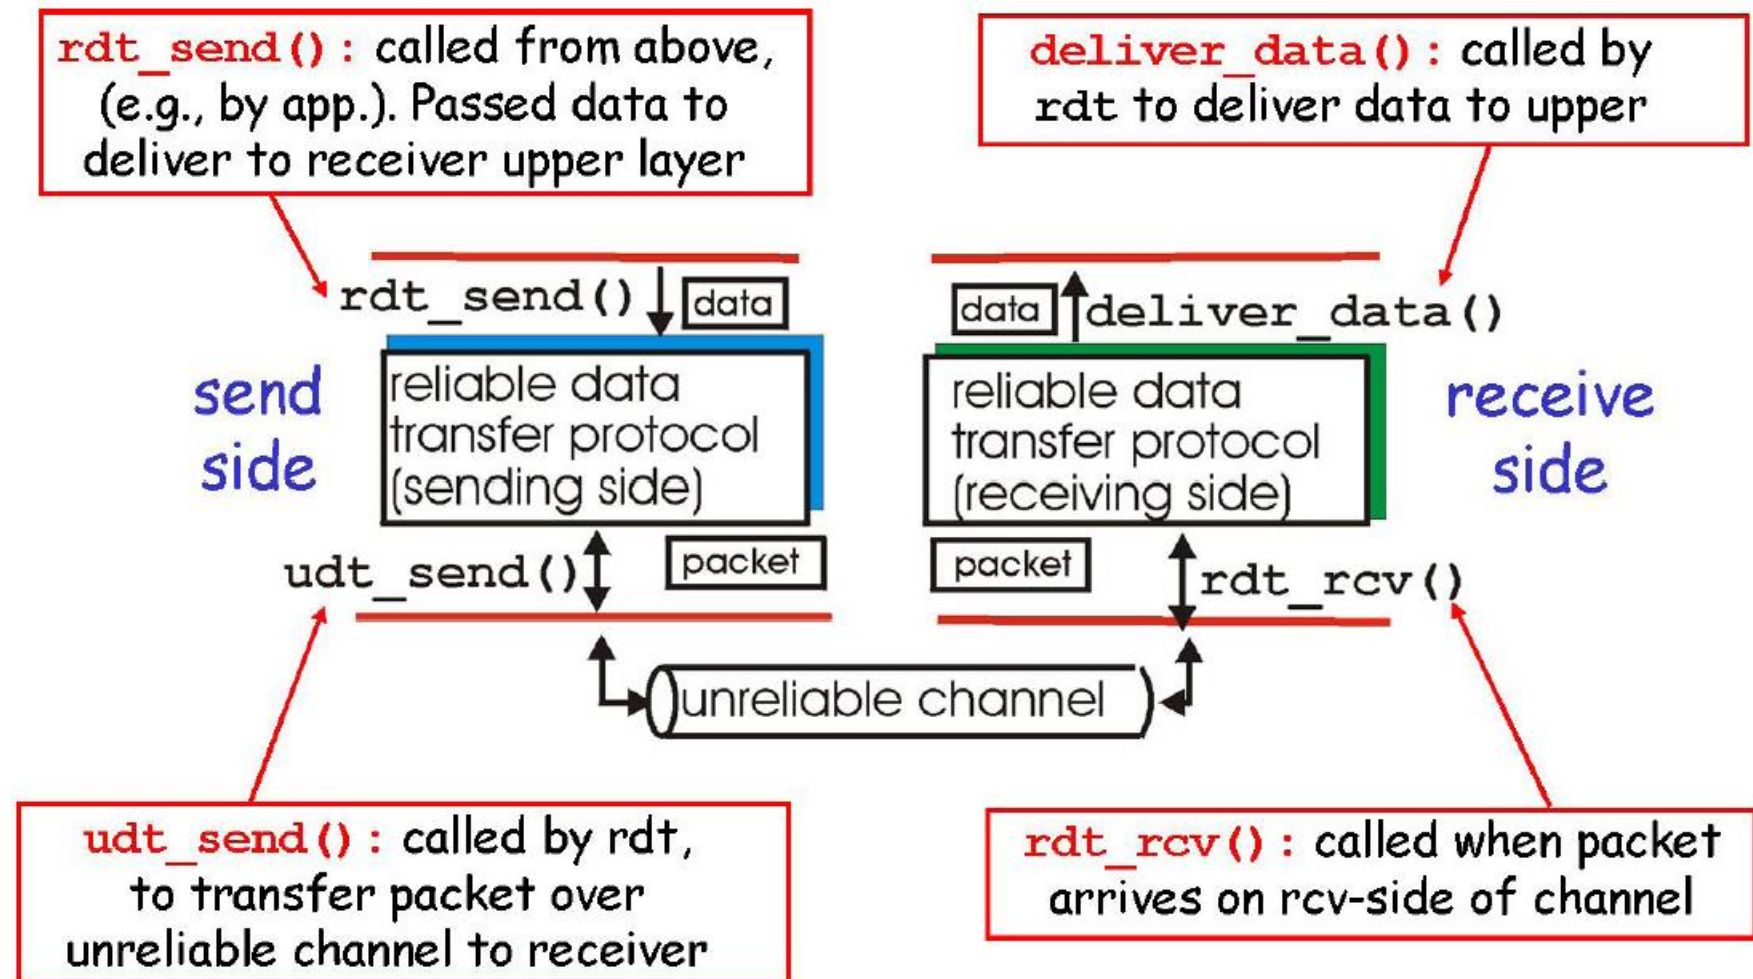 rdt_send(): called from above,
(e.g., by app.). Passed data to
deliver to receiver upper layer
deliver_data(): called by
rdt to deliver data to upper
rdt_send()
data
data
deliver_data()
send
side
reliable data
transfer protocol
(sending side)
reliable data
transfer protocol
(receiving side)
receive
side
udt_send()
packet
packet
rdt_rcv()
unreliable channel
udt_send(): called by rdt,
to transfer packet over
unreliable channel to receiver
rdt_rcv(): called when packet
arrives on rcv-side of channel